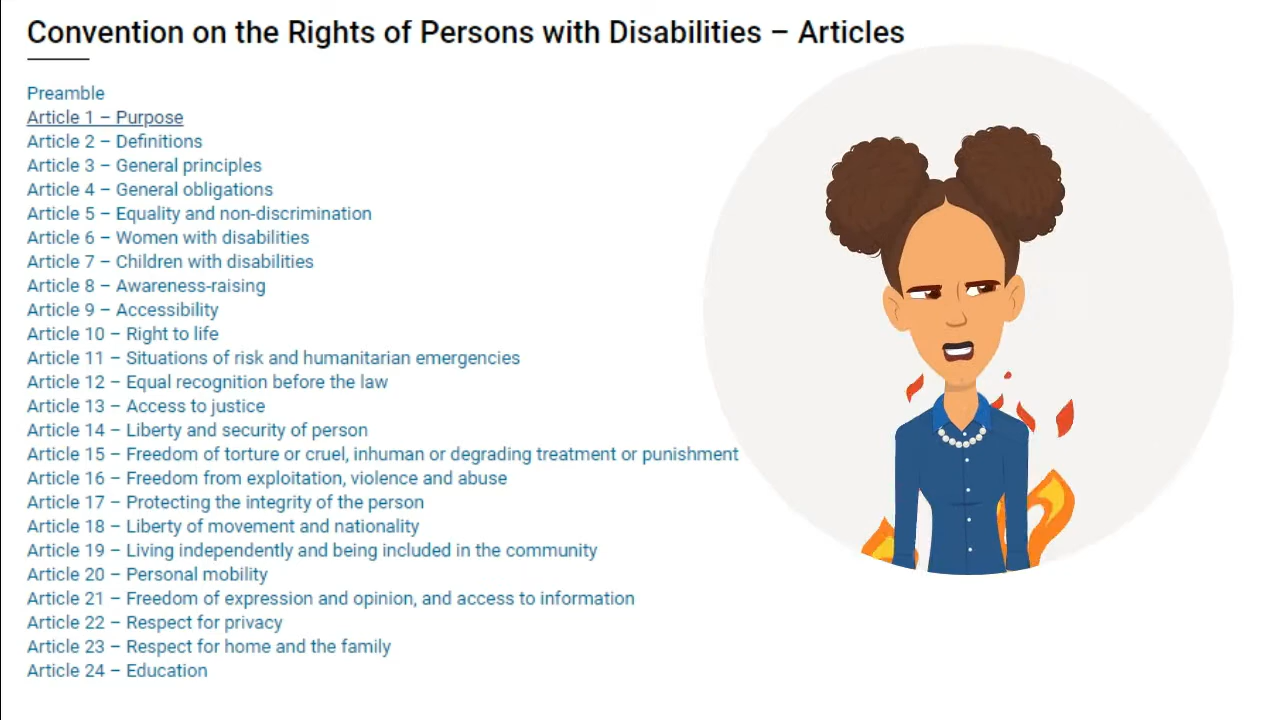 Convention on the Rights of Persons with Disabilities – Articles
Preamble
Article 1 – Purpose
Article 2 – Definitions
Article 3 – General principles
Article 4 – General obligations
Article 5 – Equality and non-discrimination
Article 6 – Women with disabilities
Article 7 – Children with disabilities
Article 8 – Awareness-raising
Article 9 – Accessibility
Article 10 – Right to life
Article 11 – Situations of risk and humanitarian emergencies
Article 12 – Equal recognition before the law
Article 13 – Access to justice
Article 14 – Liberty and security of person
Article 15 – Freedom of torture or cruel, inhuman or degrading treatment or punishment
Article 16 – Freedom from exploitation, violence and abuse
Article 17 – Protecting the integrity of the person
Article 18 – Liberty of movement and nationality
Article 19 – Living independently and being included in the community
Article 20 – Personal mobility
Article 21 – Freedom of expression and opinion, and access to information
Article 22 – Respect for privacy
Article 23 – Respect for home and the family
Article 24 – Education